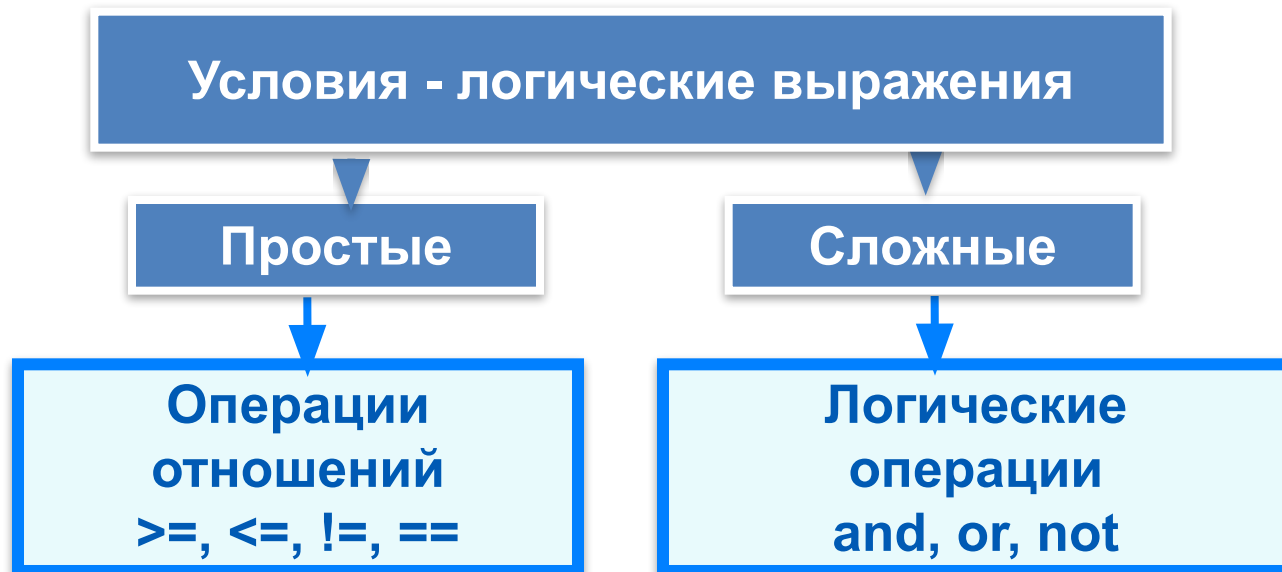 Условия - логические выражения
Простые
Сложные
Операции
отношений
>=, <=, !=, ==
Логические
операции
and, or, not